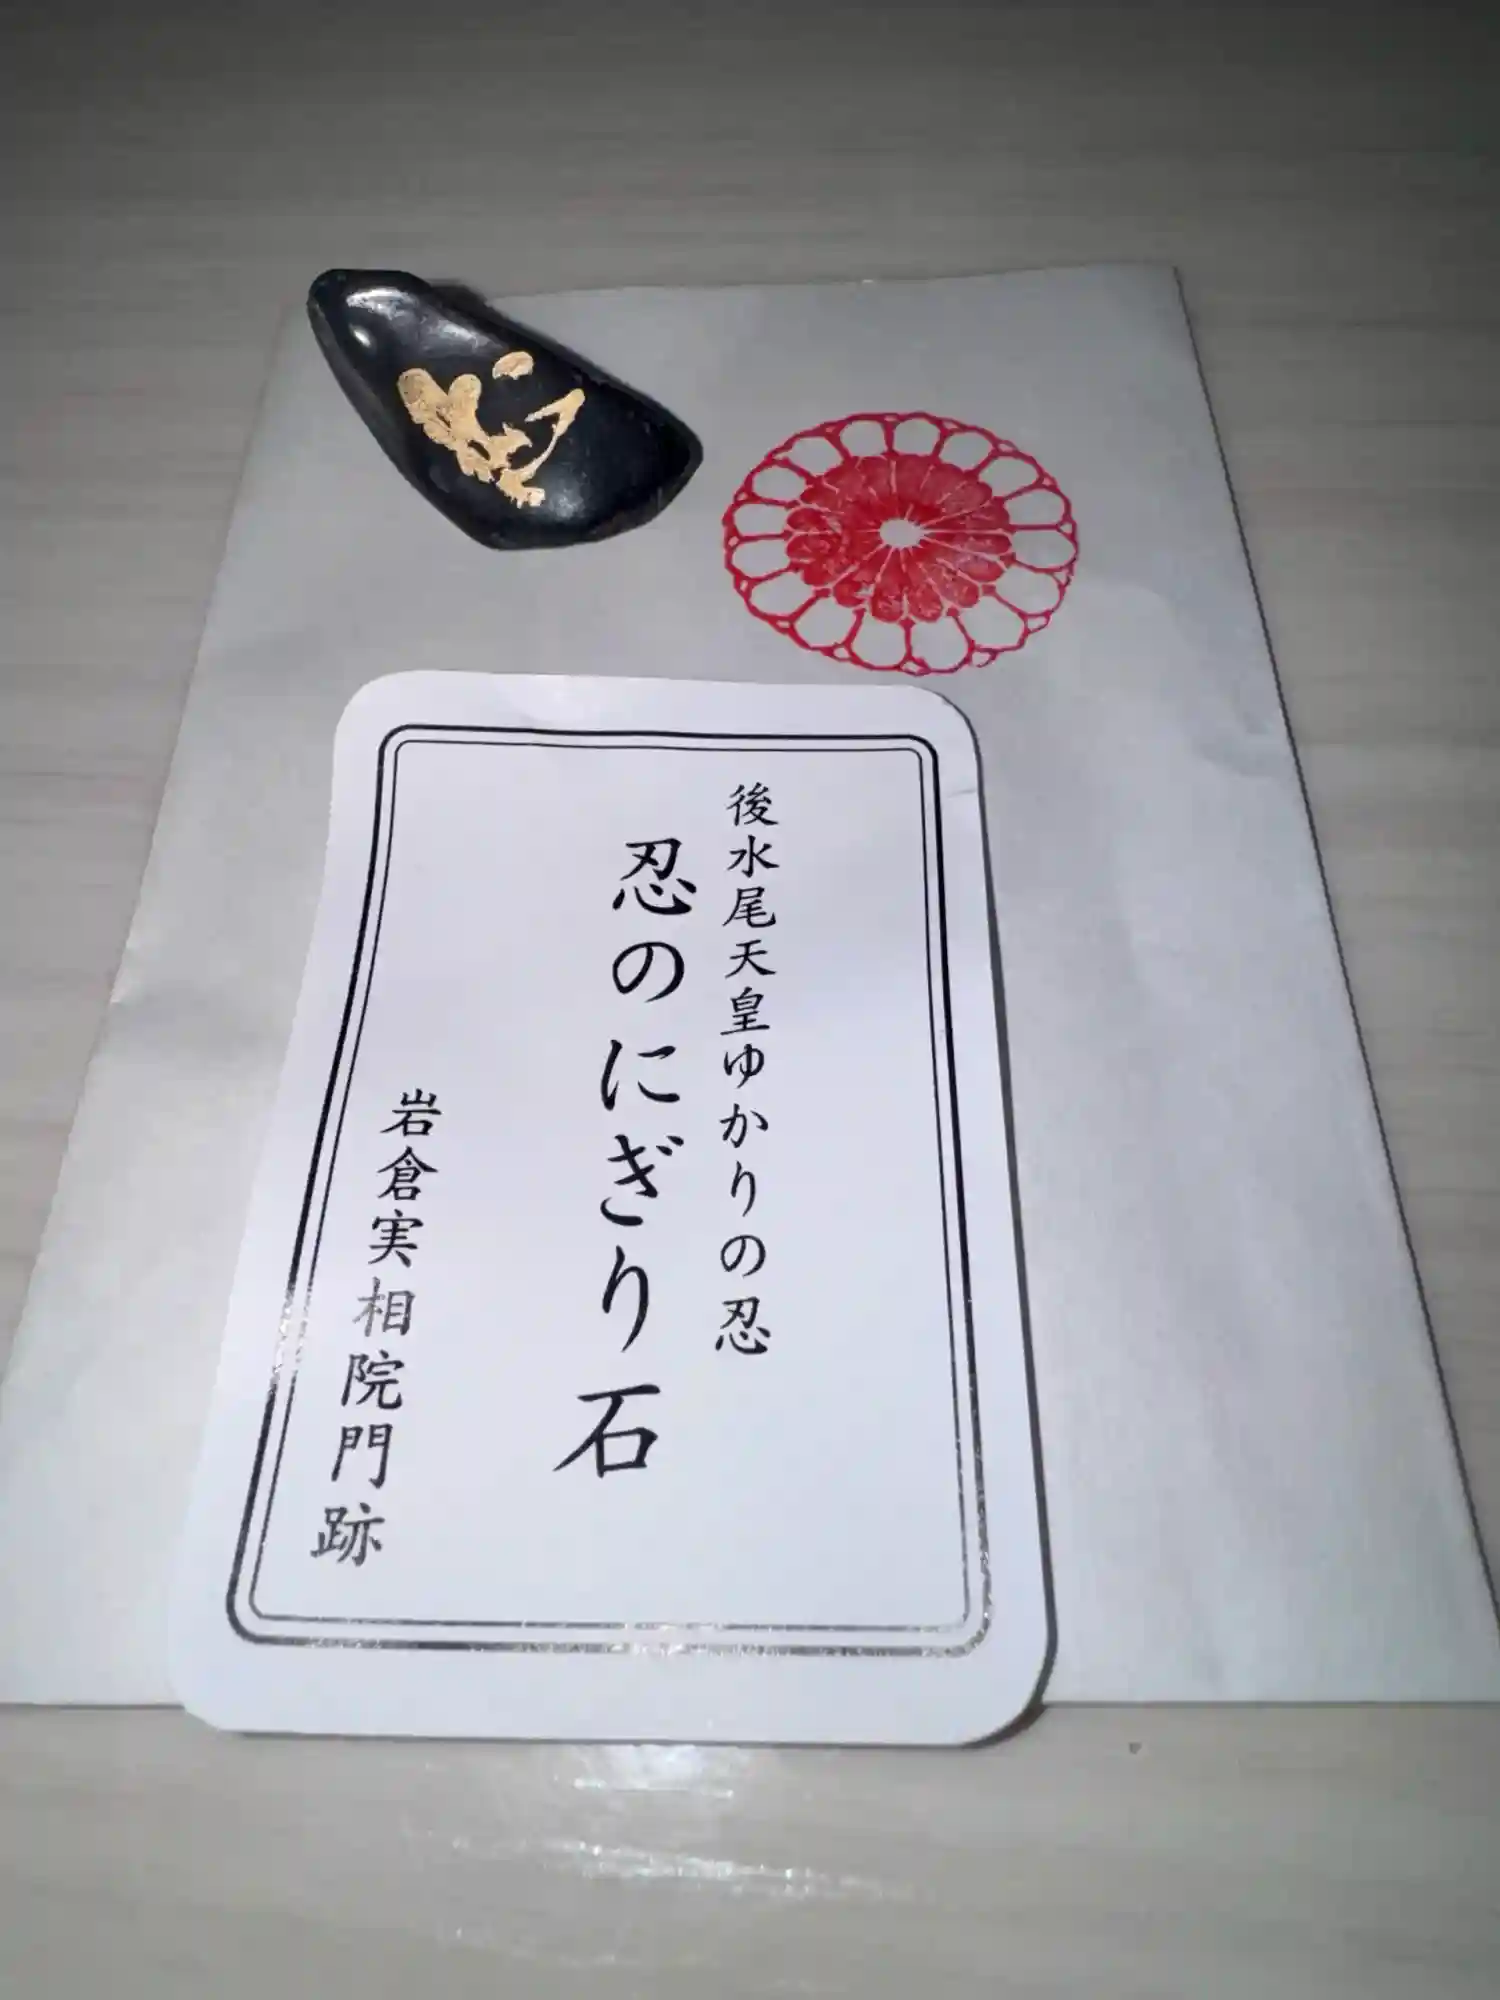 後水尾天皇ゆかりの忍
忍のにぎり石
岩倉実相院門跡